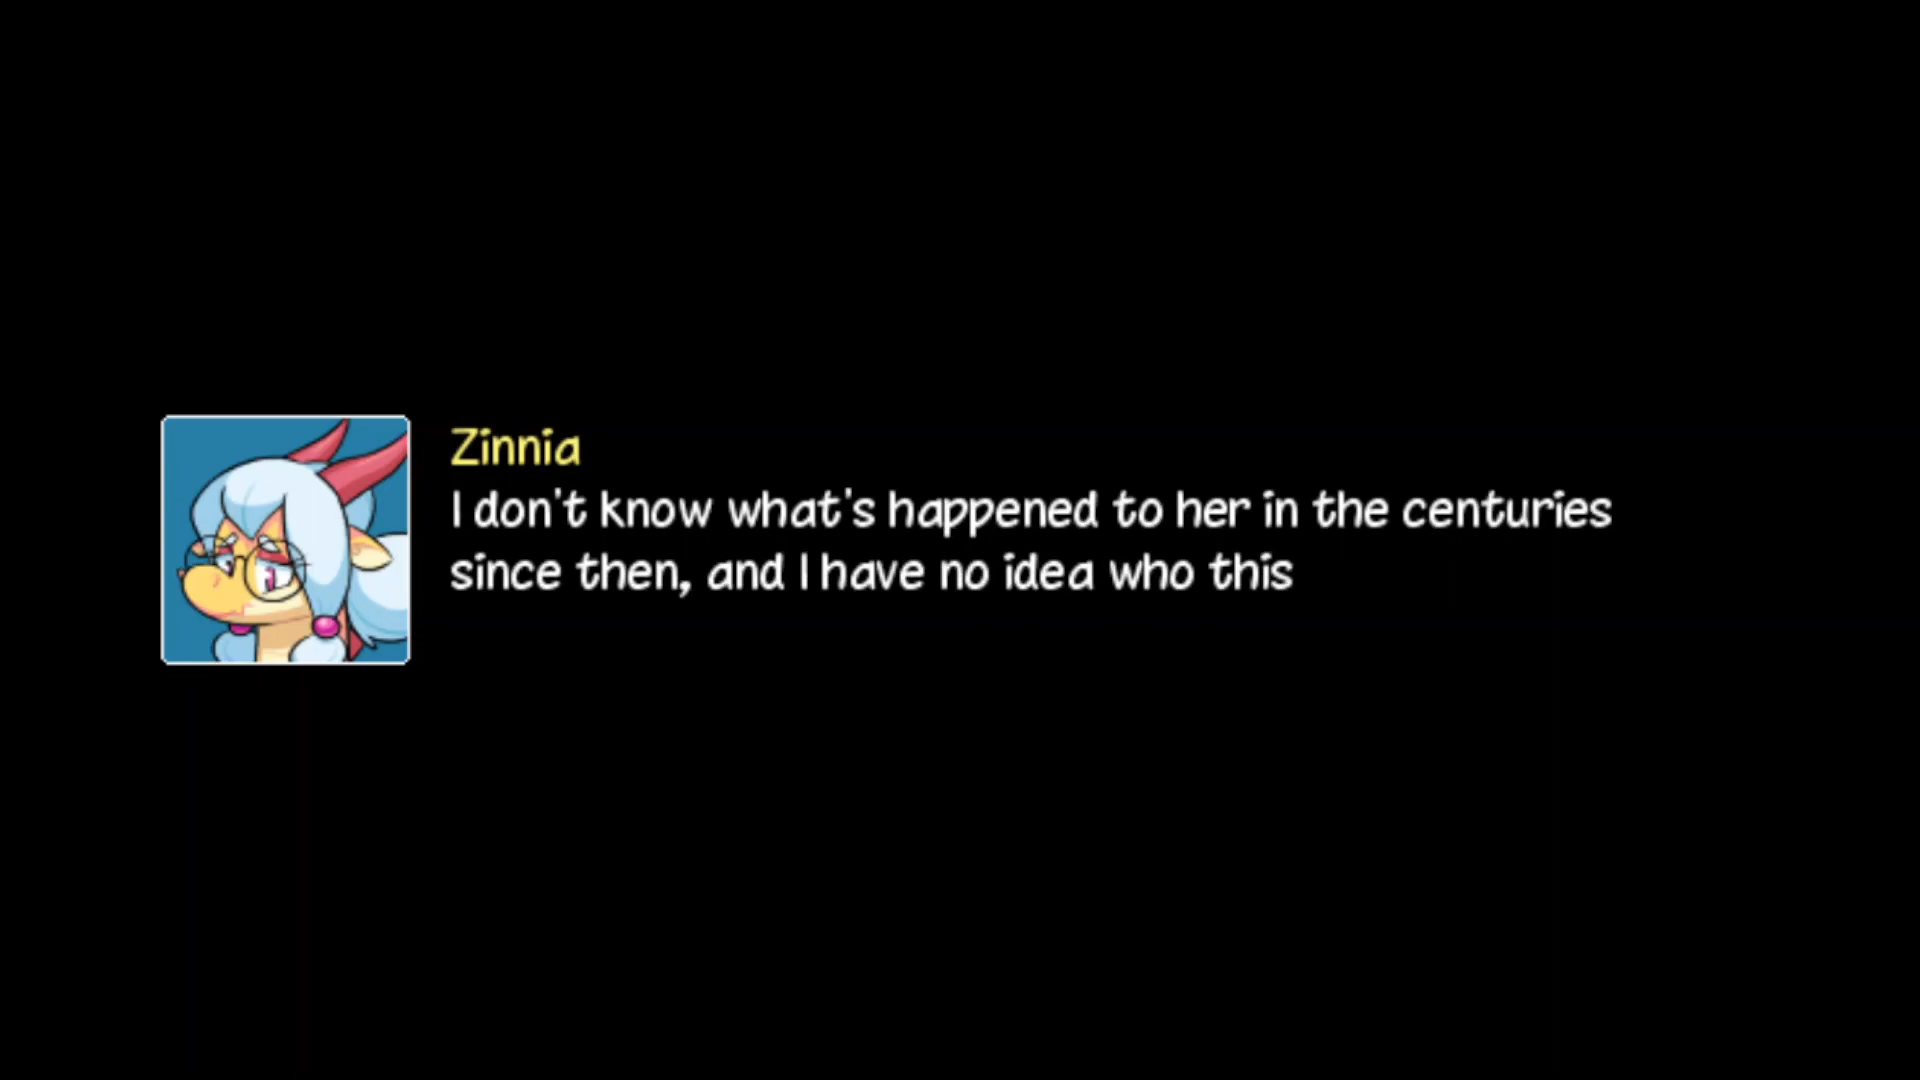 Zinnia
I don't know what's happened to her in the centuries
since then, and I have no idea who this